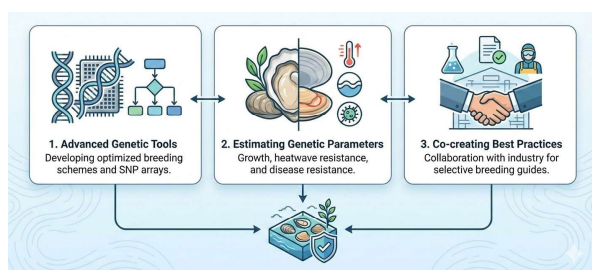 1. Advanced Genetic Tools
Developing optimized breeding
schemes and SNP arrays.
2. Estimating Genetic Parameters
Growth, heatwave resistance,
and disease resistance.
3. Co-creating Best Practices
Collaboration with industry for
selective breeding guides.